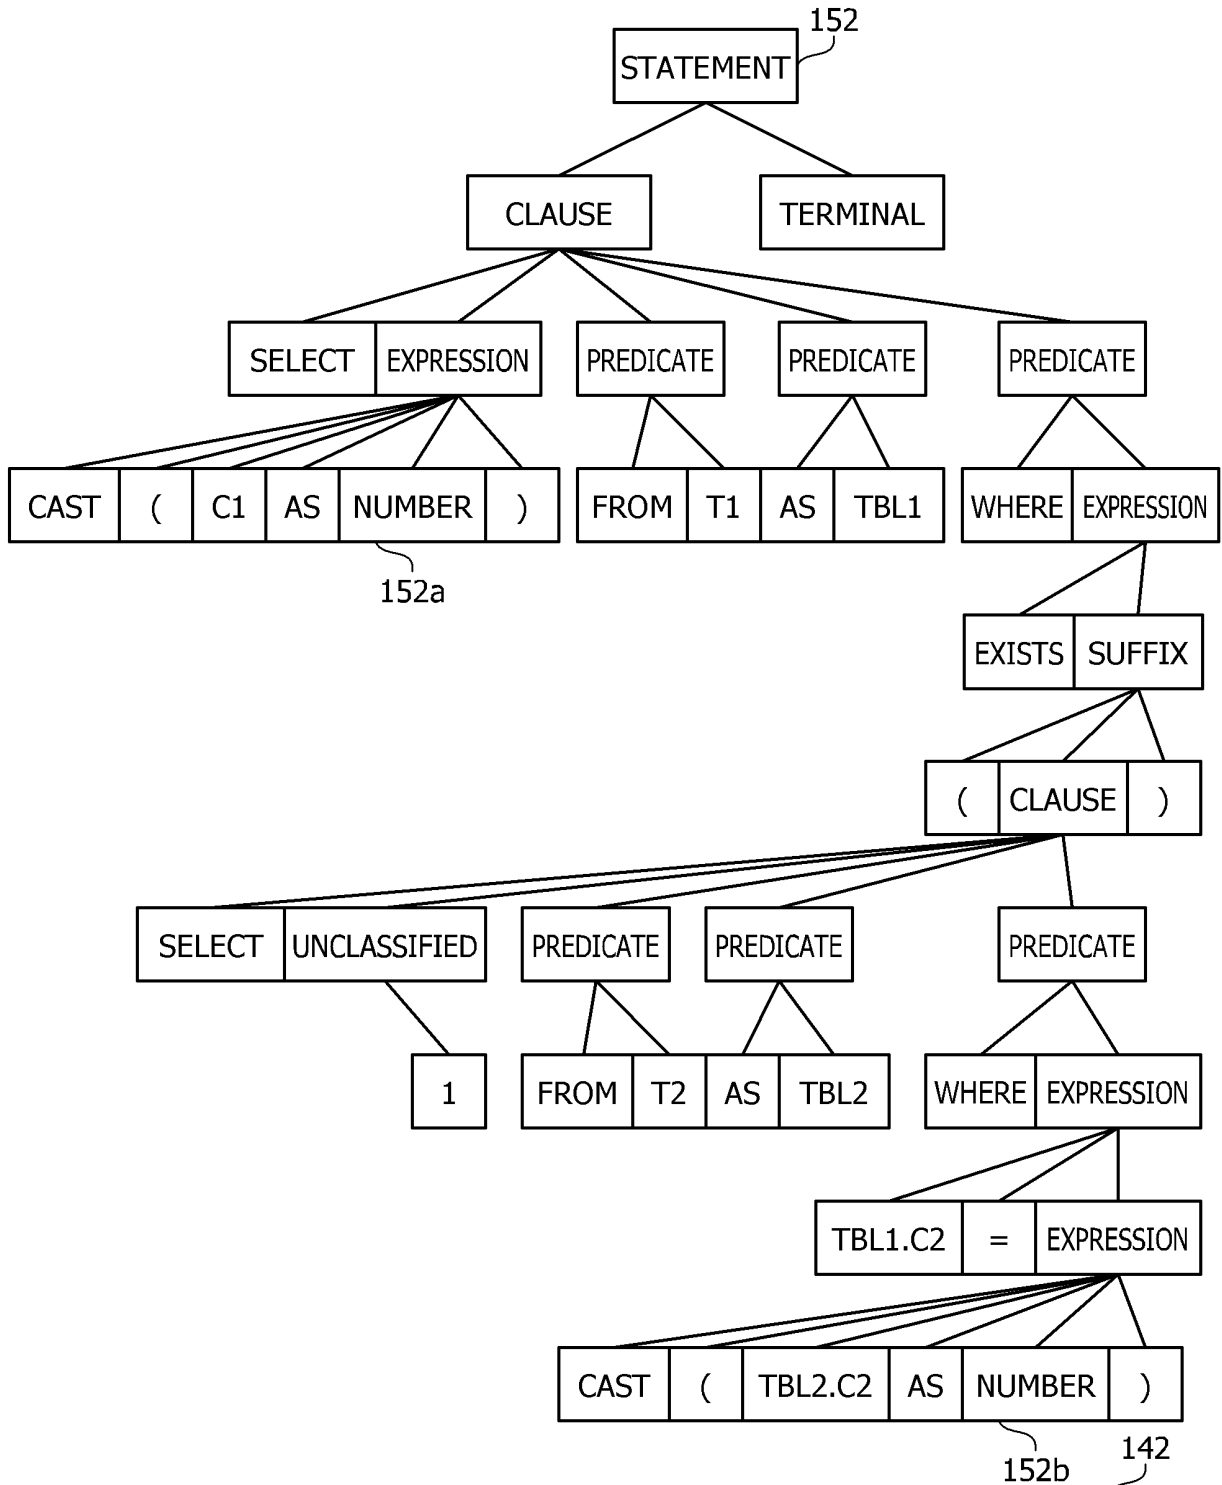 152
STATEMENT
CLAUSE TERMINAL
SELECT EXPRESSION PREDICATE PREDICATE PREDICATE
CAST ( C1 AS NUMBER ) FROM T1 AS TBL1 WHERE EXPRESSION
152a
EXISTS SUFFIX
( CLAUSE )
SELECT UNCLASSIFIED PREDICATE PREDICATE PREDICATE
1 FROM T2 AS TBL2 WHERE EXPRESSION
TBL1.C2 = EXPRESSION
CAST ( TBL2.C2 AS NUMBER )
142
152b